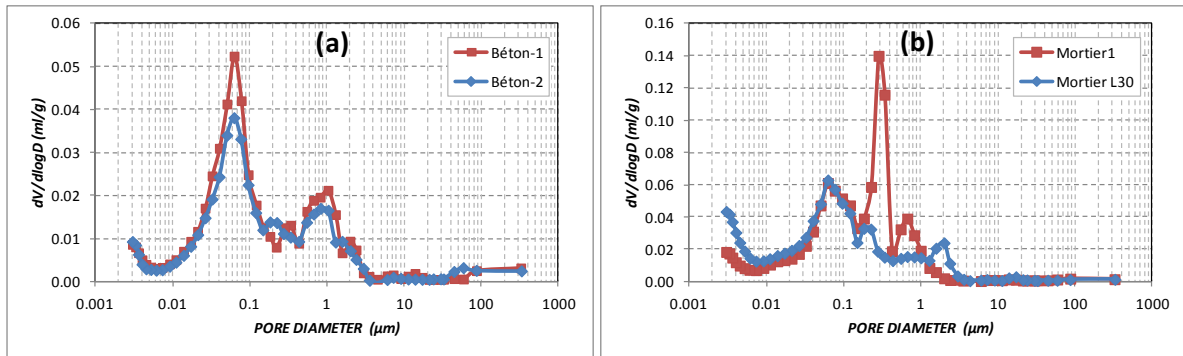 (a)
Béton-1
Béton-2
dV/dlogD (ml/g)
0.06
0.05
0.04
0.03
0.02
0.01
0.00
0.001 0.01 0.1 1 10 100 1000
PORE DIAMETER (µm)
(b)
Mortier1
Mortier L30
dV/dlogD (ml/g)
0.16
0.14
0.12
0.10
0.08
0.06
0.04
0.02
0.00
0.001 0.01 0.1 1 10 100 1000
PORE DIAMETER (µm)